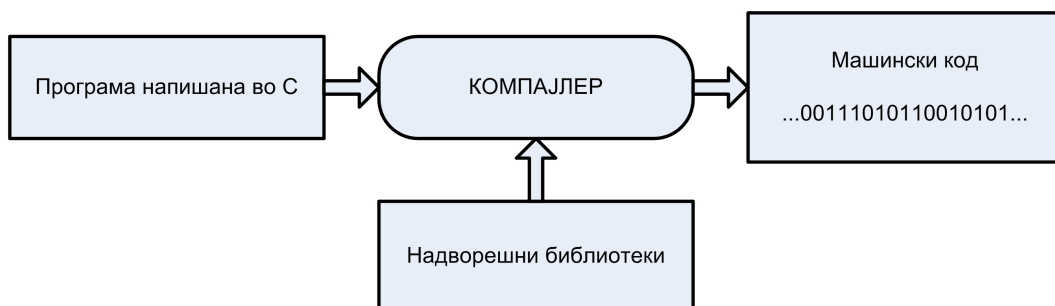 Програма напишана во С
КОМПАЈЛЕР
Машински код
...00111010110010101...
Надворешни библиотеки